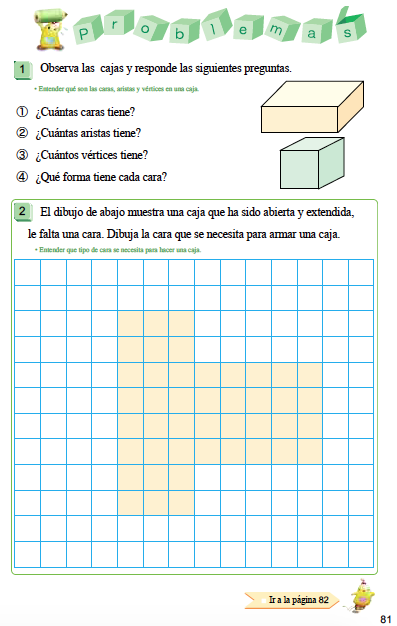 Problemas
1 Observa las cajas y responde las siguientes preguntas.
• Entender qué son las caras, aristas y vértices en una caja.
① ¿Cuántas caras tiene?
② ¿Cuántas aristas tiene?
③ ¿Cuántos vértices tiene?
④ ¿Qué forma tiene cada cara?
2 El dibujo de abajo muestra una caja que ha sido abierta y extendida,
le falta una cara. Dibuja la cara que se necesita para armar una caja.
• Entender que tipo de cara se necesita para hacer una caja.
Ir a la página 82
81